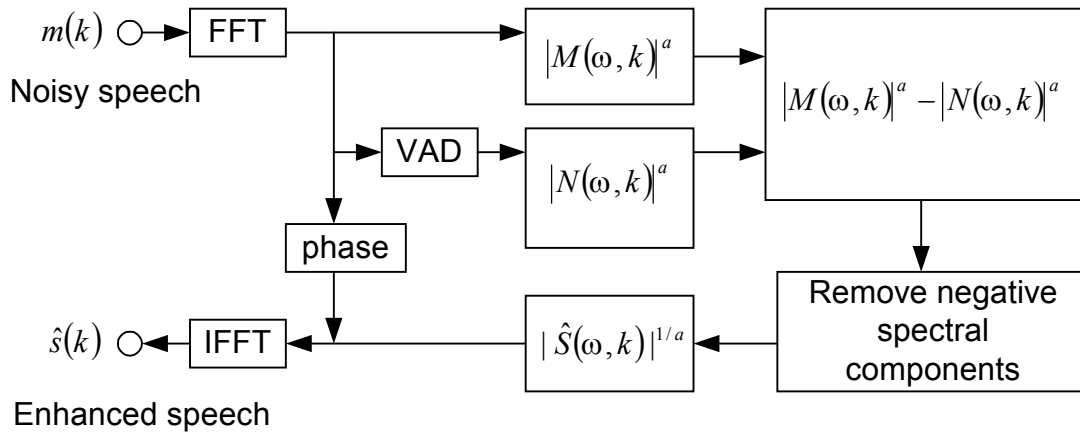 m(k)
FFT
|M(ω, k)|^a
Noisy speech
|M(ω, k)|^a − |N(ω, k)|^a
VAD
|N(ω, k)|^a
phase
Remove negative
spectral
components
ŝ(k)
IFFT
| Ŝ(ω, k) |^{1/a}
Enhanced speech